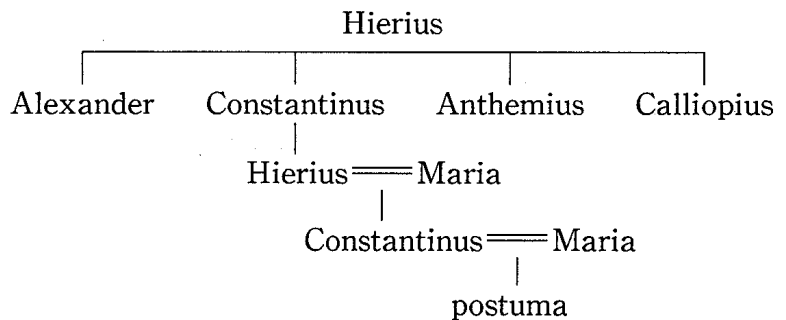 Hierius
Alexander Constantinus Anthemius Calliopius
Hierius Maria
Constantinus Maria
postuma